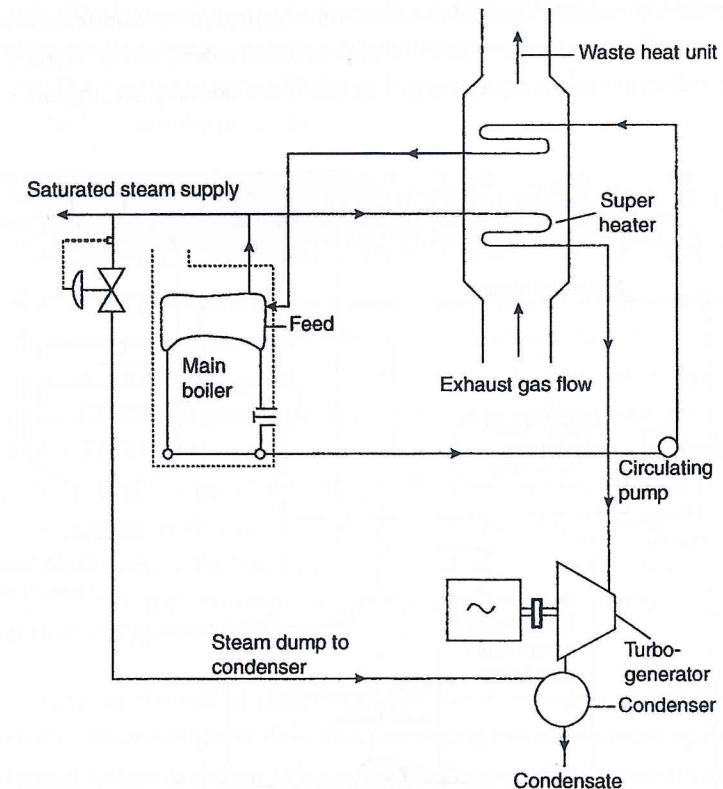 Waste heat unit
Saturated steam supply
Super
heater
Feed
Main
boiler
Exhaust gas flow
Circulating
pump
Steam dump to
condenser
Turbo-
generator
Condenser
Condensate